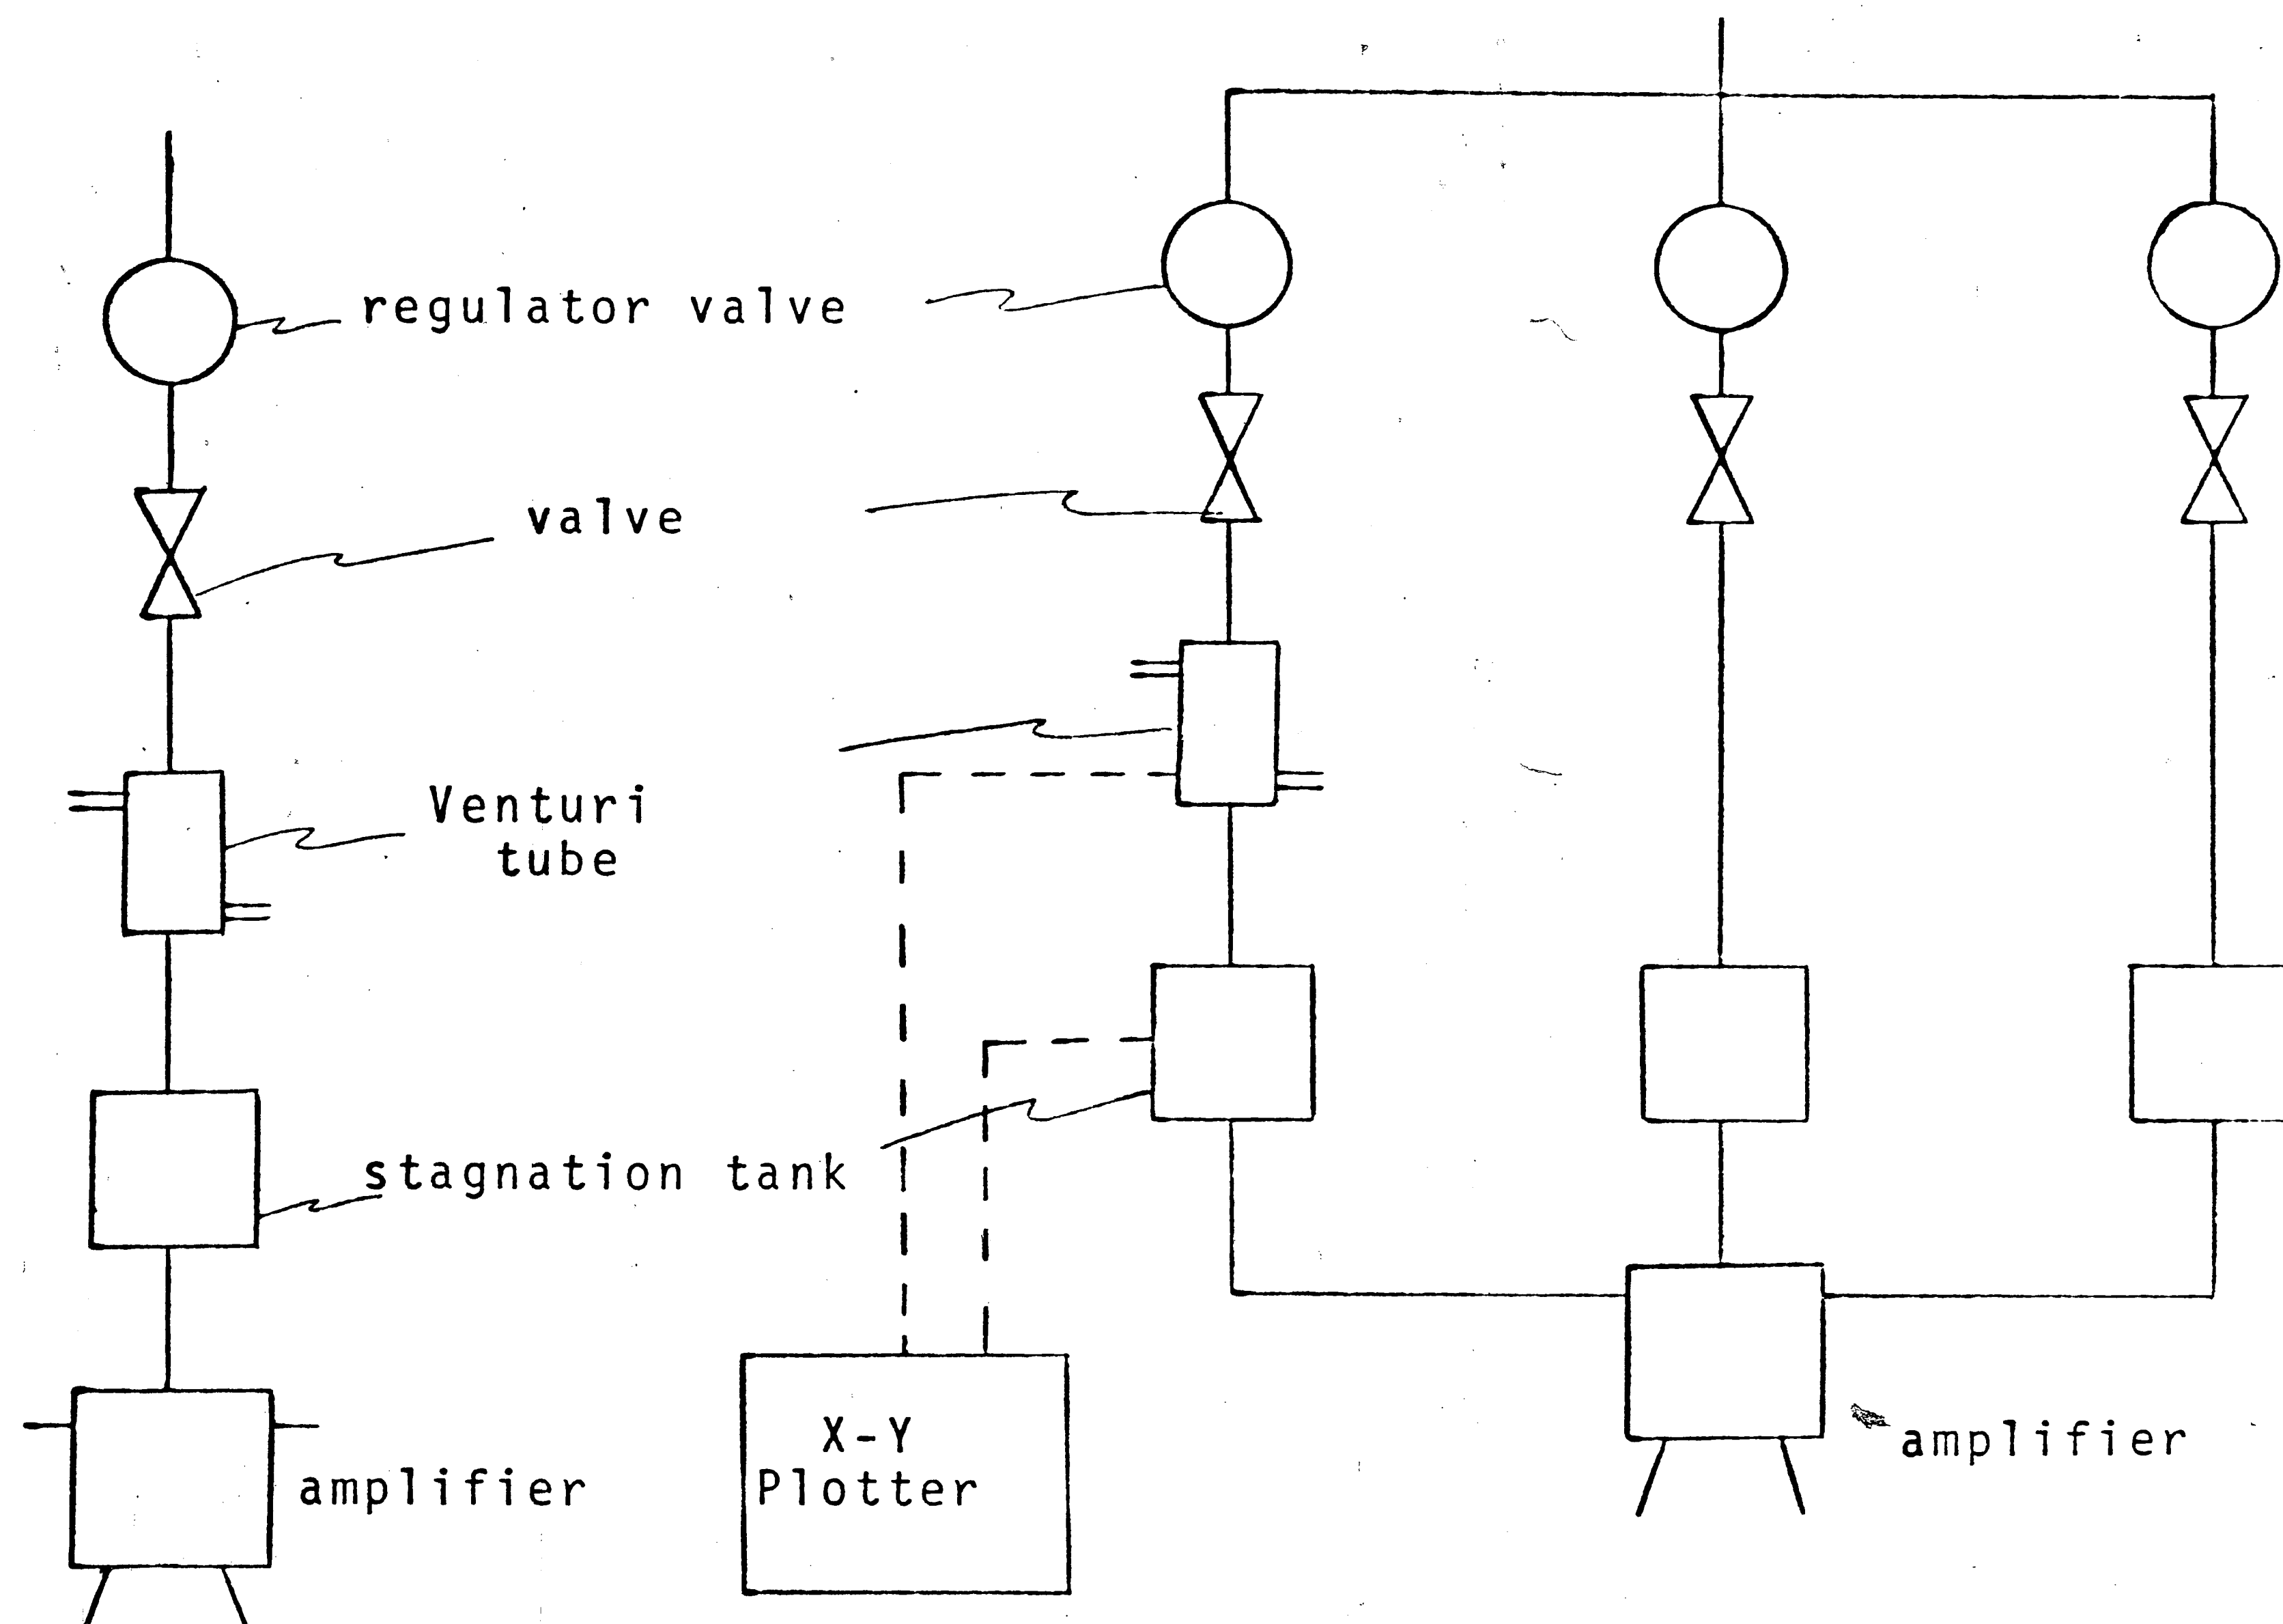 regulator valve
valve
Venturi
tube
stagnation tank
X-Y
Plotter
amplifier
amplifier